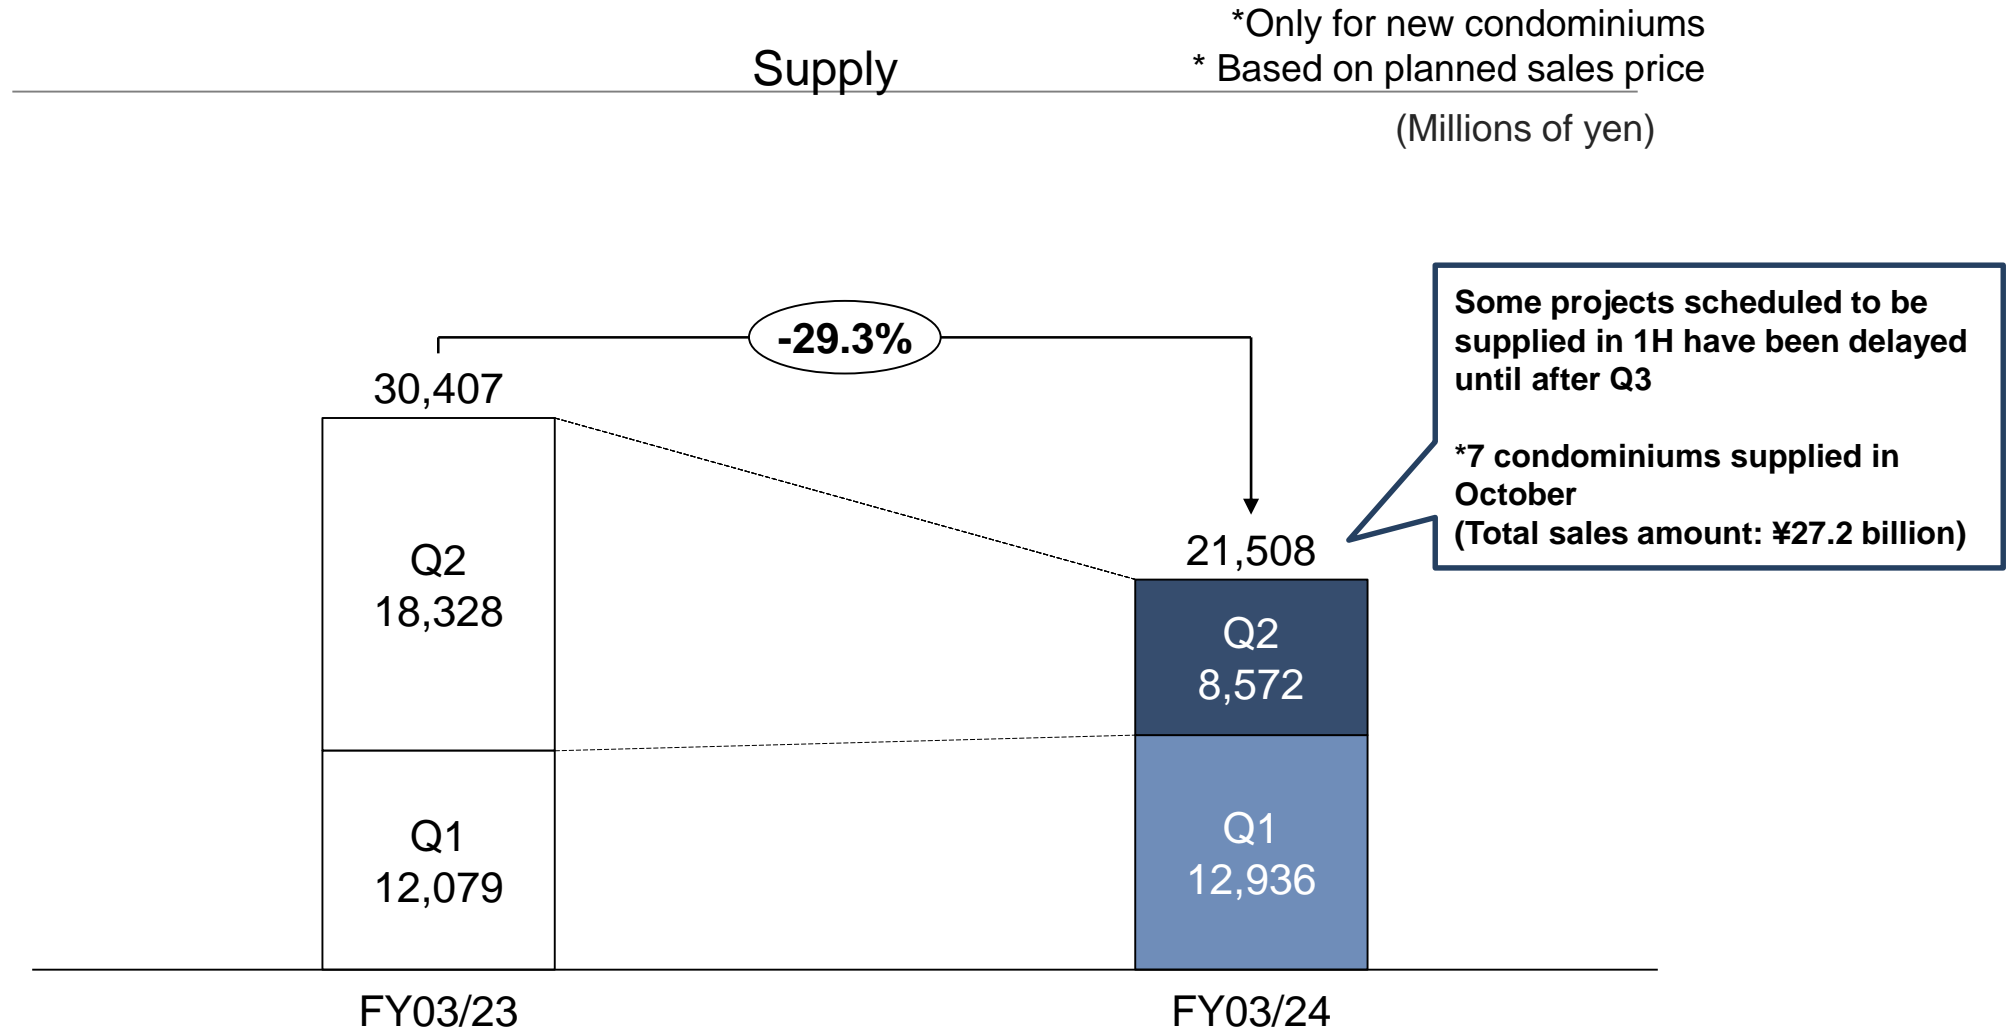 *Only for new condominiums
Supply
* Based on planned sales price
(Millions of yen)
-29.3%
30,407
Q2
18,328
Q1
12,079
FY03/23
21,508
Q2
8,572
Q1
12,936
FY03/24
Some projects scheduled to be
supplied in 1H have been delayed
until after Q3
*7 condominiums supplied in
October
(Total sales amount: ¥27.2 billion)